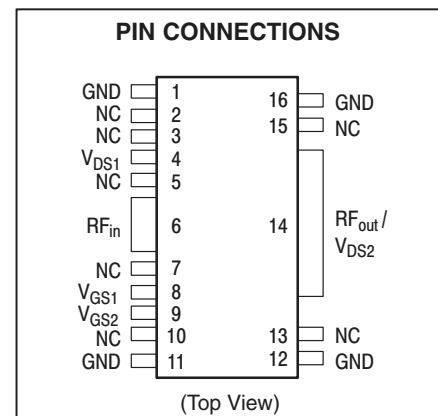 PIN CONNECTIONS
GND 1
NC 2
NC 3
VDS1 4
NC 5
RFin 6
NC 7
VGS1 8
VGS2 9
NC 10
GND 11
16 GND
15 NC
14 RFout /
VDS2
13 NC
12 GND
(Top View)